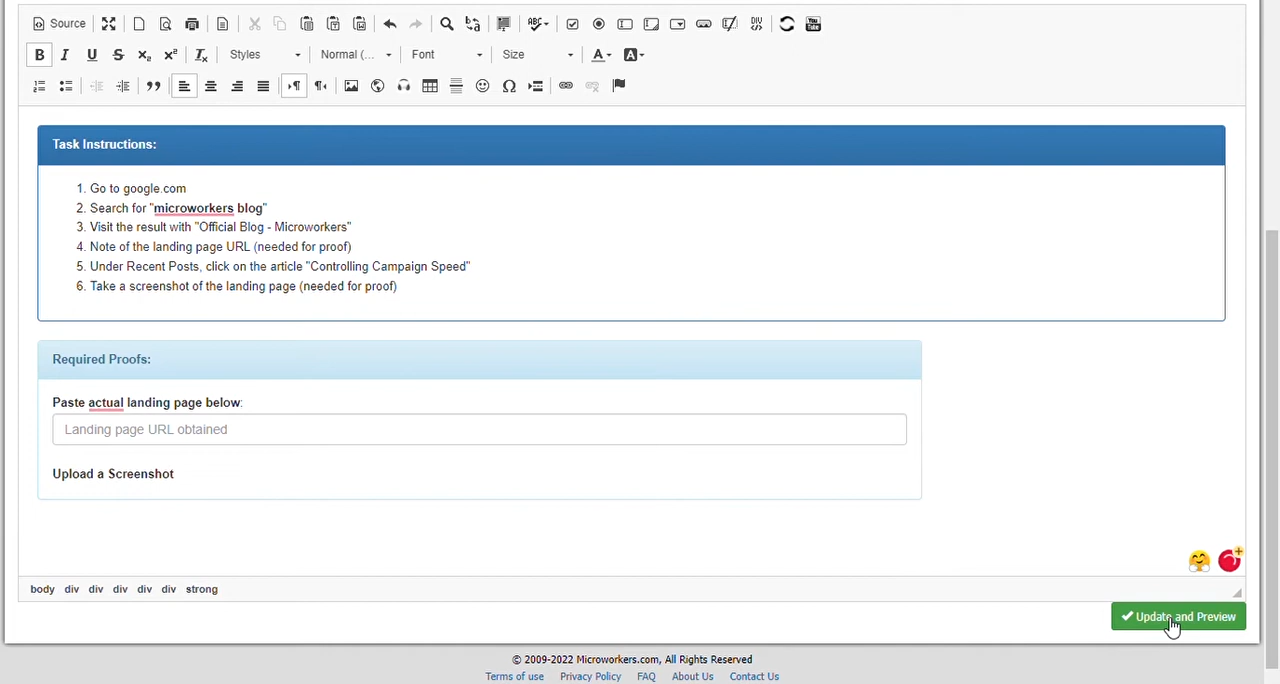 Source
Styles Normal (... Font Size
Task Instructions:
1. Go to google.com
2. Search for "microworkers blog"
3. Visit the result with "Official Blog - Microworkers"
4. Note of the landing page URL (needed for proof)
5. Under Recent Posts, click on the article "Controlling Campaign Speed"
6. Take a screenshot of the landing page (needed for proof)
Required Proofs:
Paste actual landing page below:
Landing page URL obtained
Upload a Screenshot
body div div div div div strong
Update and Preview
© 2009-2022 Microworkers.com, All Rights Reserved
Terms of use Privacy Policy FAQ About Us Contact Us